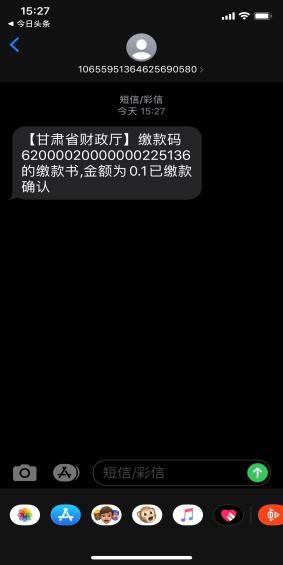 15:27
◀ 今日头条
10655951364625690580 >
短信/彩信
今天 15:27
【甘肃省财政厅】缴款码
62000020000000225136
的缴款书,金额为0.1已缴款
确认
短信/彩信